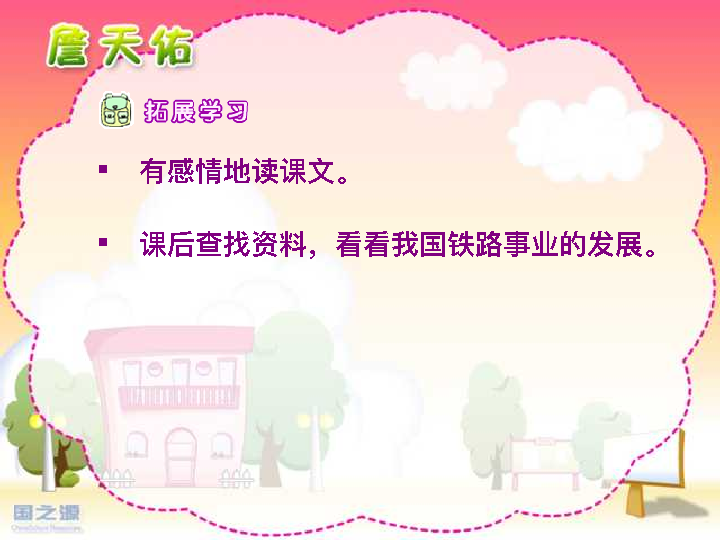 詹天佑
拓展学习
▪ 有感情地读课文。
▪ 课后查找资料，看看我国铁路事业的发展。
国之源